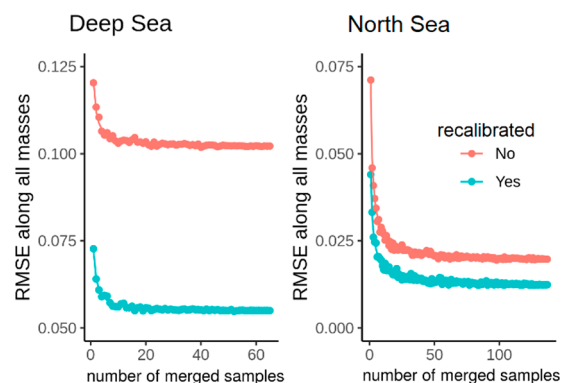 Deep Sea
North Sea
RMSE along all masses
0.125
0.100
0.075
0.050
0 20 40 60
number of merged samples
RMSE along all masses
0.075
0.050
0.025
0.000
0 50 100
number of merged samples
recalibrated
No
Yes